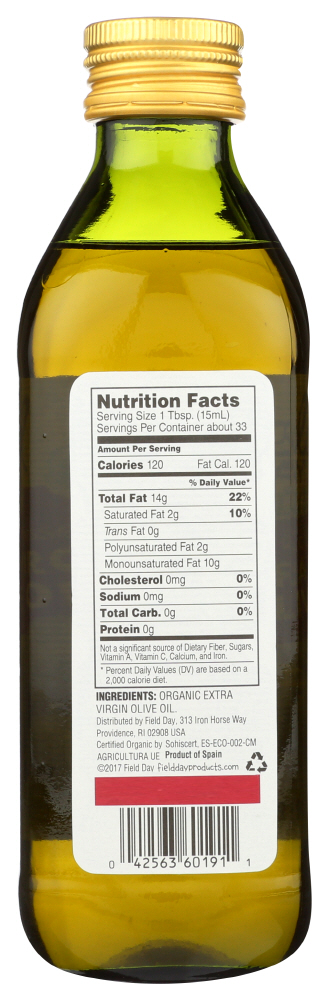 Nutrition Facts
Serving Size 1 Tbsp. (15mL)
Servings Per Container about 33
Amount Per Serving
Calories 120 Fat Cal. 120
% Daily Value*
Total Fat 14g 22%
Saturated Fat 2g 10%
Trans Fat 0g
Polyunsaturated Fat 2g
Monounsaturated Fat 10g
Cholesterol 0mg 0%
Sodium 0mg 0%
Total Carb. 0g 0%
Protein 0g
Not a significant source of Dietary Fiber, Sugars, Vitamin A, Vitamin C, Calcium, and Iron.
* Percent Daily Values (DV) are based on a
2,000 calorie diet.
INGREDIENTS: ORGANIC EXTRA
VIRGIN OLIVE OIL.
Distributed by Field Day, 313 Iron Horse Way
Providence, RI 02908 USA
Certified Organic by Sohiscert, ES-ECO-002-CM
AGRICULTURA UE Product of Spain
©2017 Field Day fielddayproducts.com
0 42563 60191 1